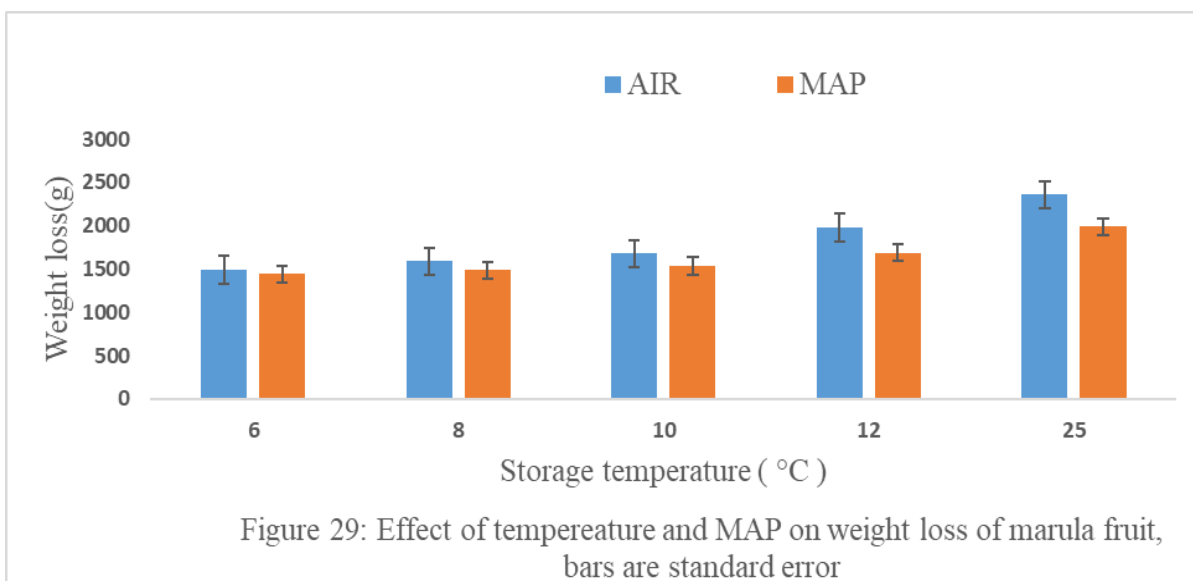 AIR MAP
3000
2500
2000
1500
1000
500
0
Weight loss(g)
6 8 10 12 25
Storage temperature ( °C )
Figure 29: Effect of tempereature and MAP on weight loss of marula fruit,
bars are standard error